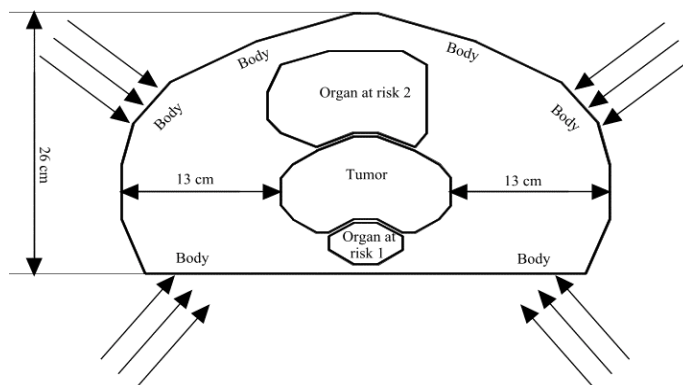 Body
Body
Organ at risk 2
Body
Body
26 cm
13 cm
Tumor
13 cm
Organ at
risk 1
Body
Body